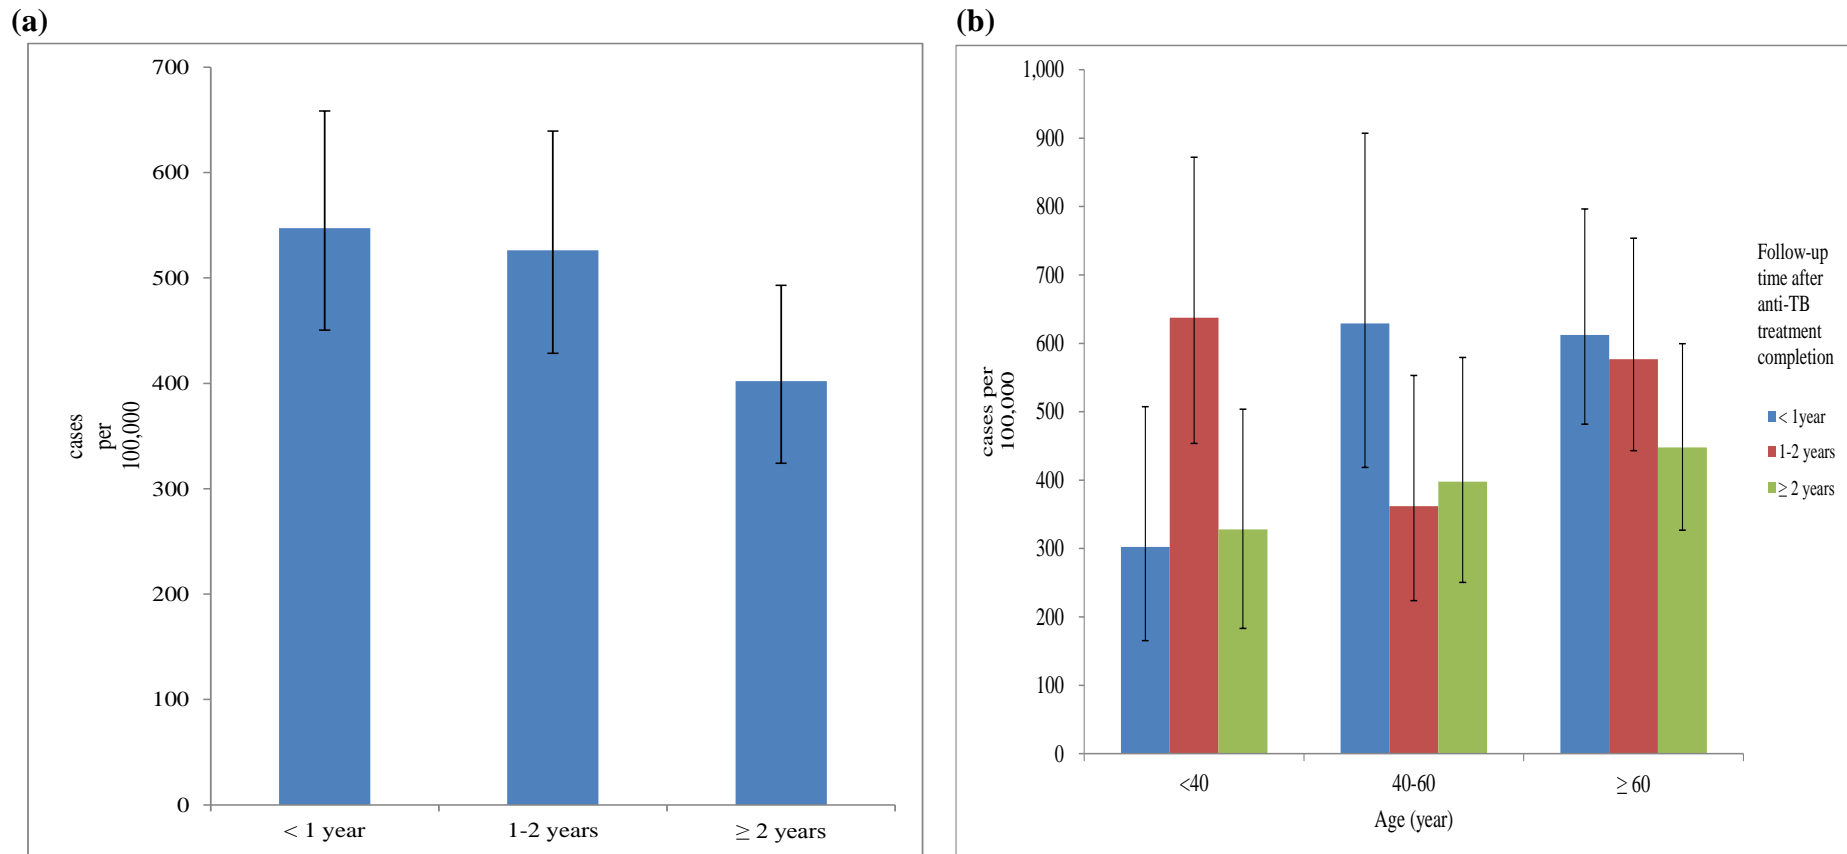 (a)
700
600
500
400
300
200
100
0
cases
per
100,000
< 1 year
1-2 years
≥ 2 years
(b)
1,000
900
800
700
600
500
400
300
200
100
0
cases per
100,000
<40
40-60
≥ 60
Age (year)
Follow-up
time after
anti-TB
treatment
completion
< 1year
1-2 years
≥ 2 years